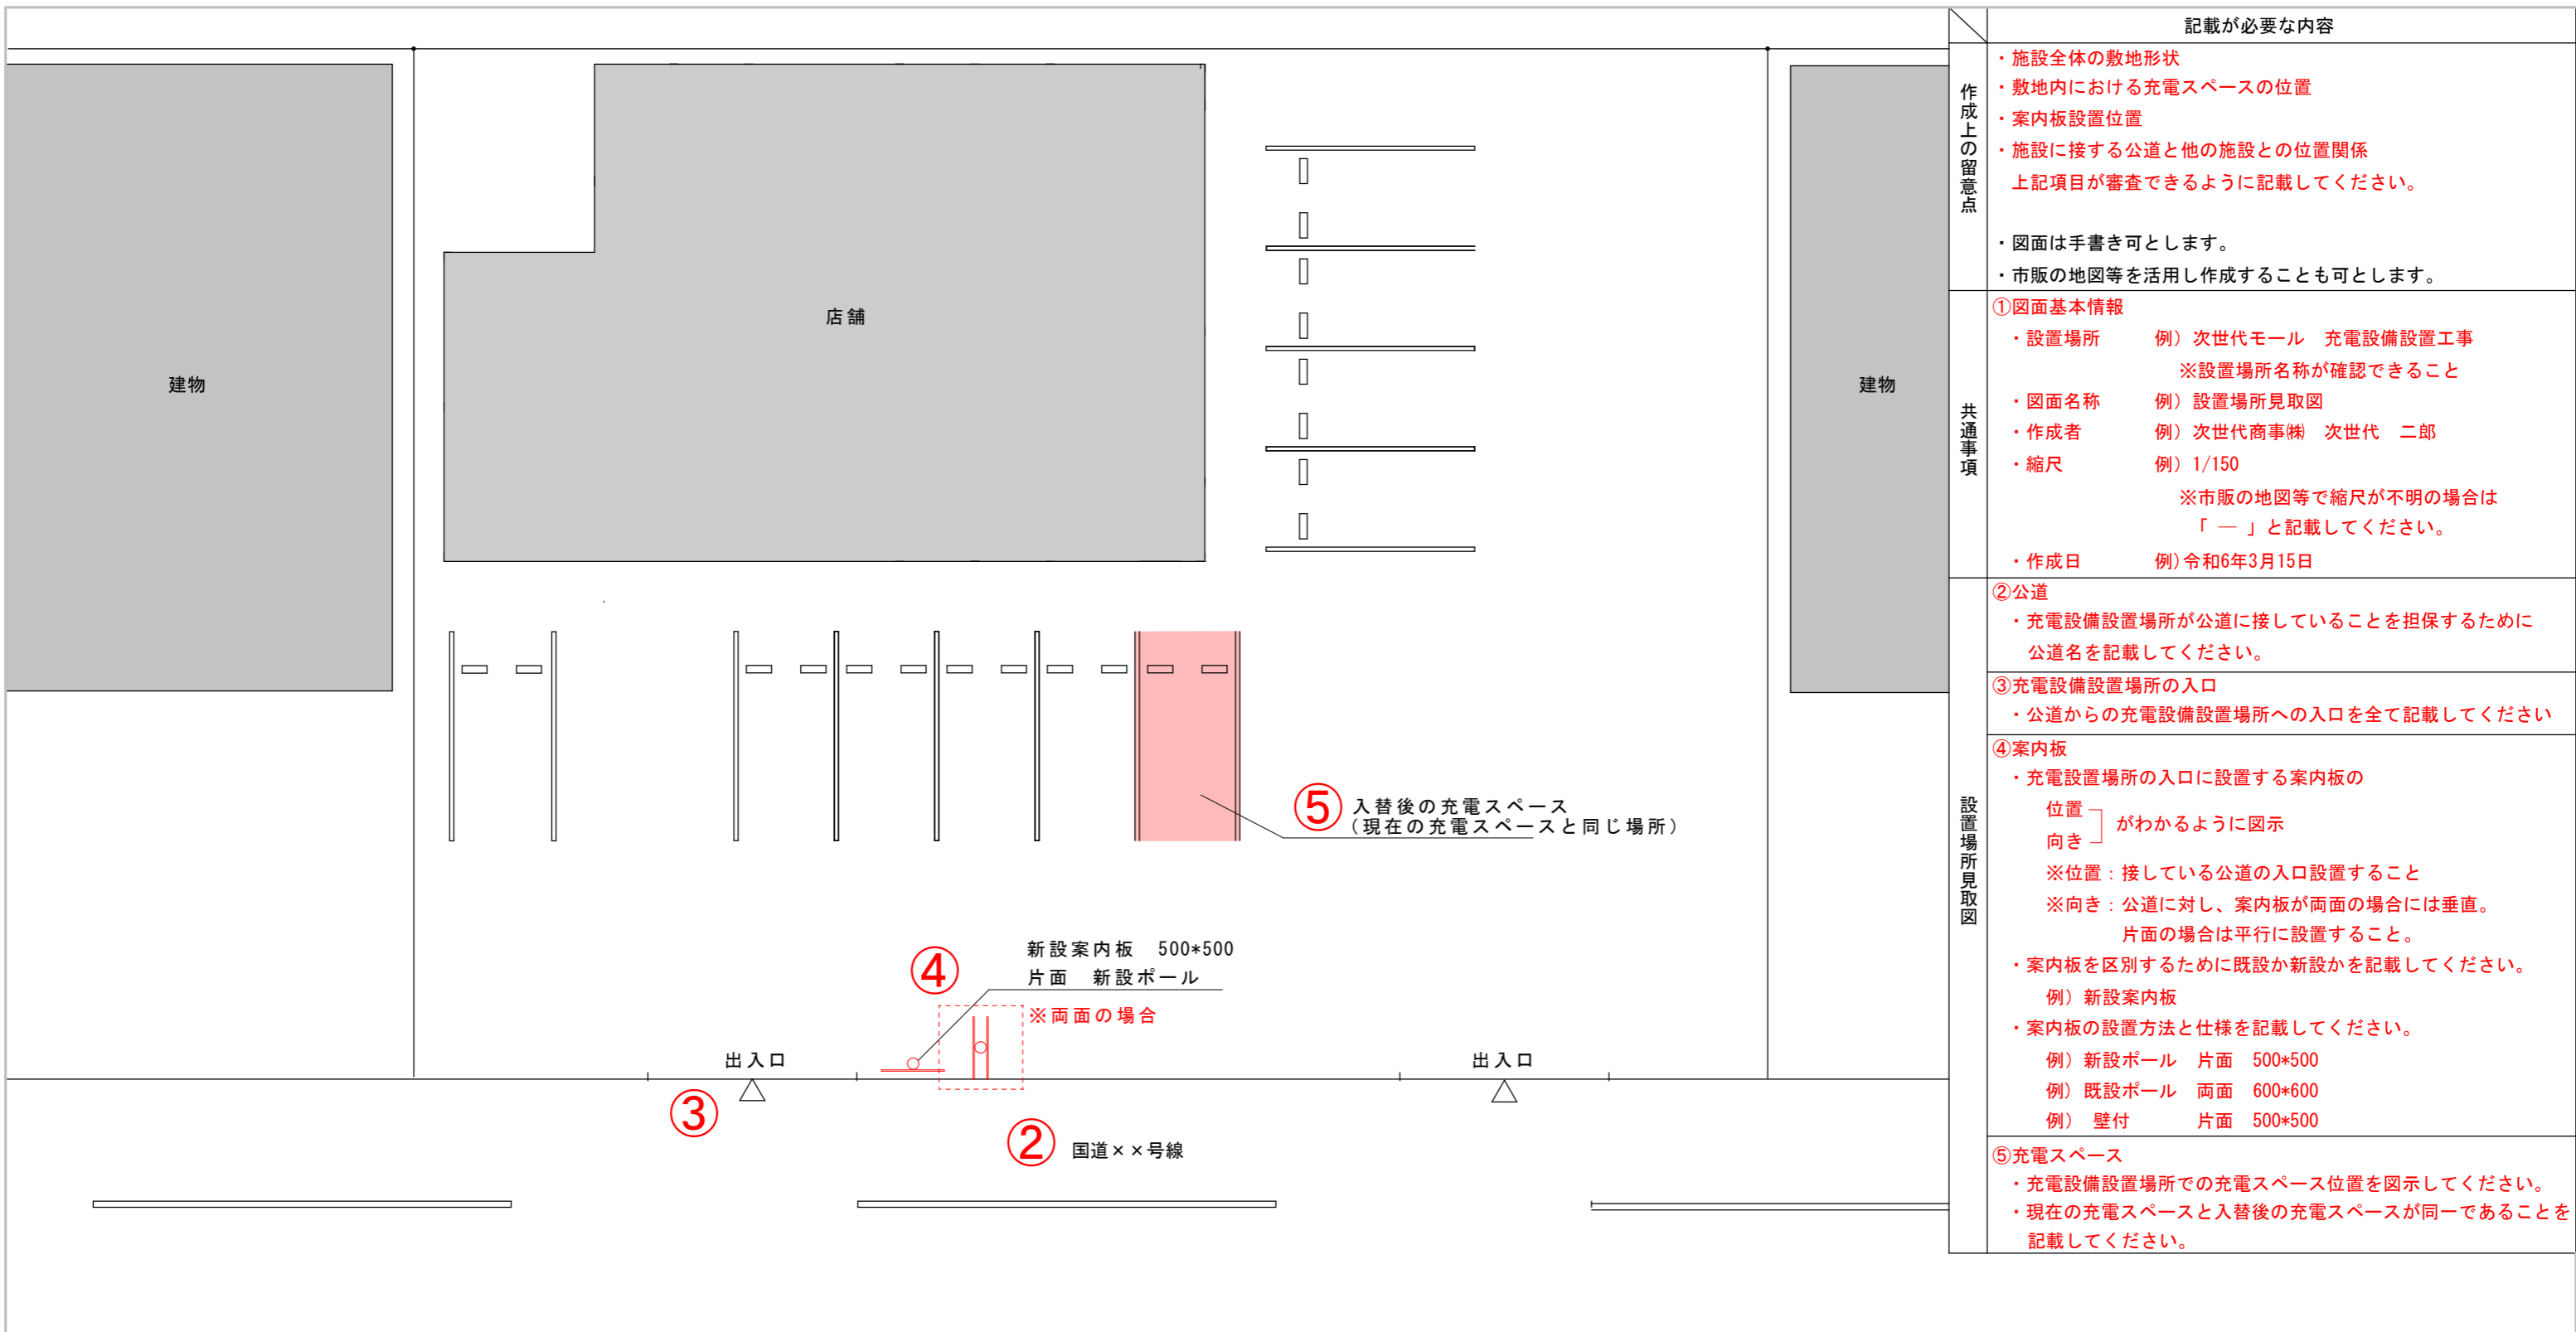 建物
店舗
建物
⑤
入替後の充電スペース
（現在の充電スペースと同じ場所）
④
新設案内板 500*500
片面 新設ポール
※両面の場合
出入口
出入口
③
②
国道××号線
記載が必要な内容
作成上の留意点
・施設全体の敷地形状
・敷地内における充電スペースの位置
・案内板設置位置
・施設に接する公道と他の施設との位置関係
上記項目が審査できるように記載してください。
・図面は手書き可とします。
・市販の地図等を活用し作成することも可とします。
共通事項
①図面基本情報
・設置場所 例）次世代モール 充電設備設置工事
※設置場所名称が確認できること
・図面名称 例）設置場所見取図
・作成者 例）次世代商事㈱ 次世代 二郎
・縮尺 例）1/150
※市販の地図等で縮尺が不明の場合は
「 ― 」と記載してください。
・作成日 例)令和6年3月15日
設置場所見取図
②公道
・充電設備設置場所が公道に接していることを担保するために
公道名を記載してください。
③充電設備設置場所の入口
・公道からの充電設備設置場所への入口を全て記載してください
④案内板
・充電設置場所の入口に設置する案内板の
位置
がわかるように図示
向き
※位置：接している公道の入口設置すること
※向き：公道に対し、案内板が両面の場合には垂直。
片面の場合は平行に設置すること。
・案内板を区別するために既設か新設かを記載してください。
例）新設案内板
・案内板の設置方法と仕様を記載してください。
例）新設ポール 片面 500*500
例）既設ポール 両面 600*600
例） 壁付 片面 500*500
⑤充電スペース
・充電設備設置場所での充電スペース位置を図示してください。
・現在の充電スペースと入替後の充電スペースが同一であることを
記載してください。